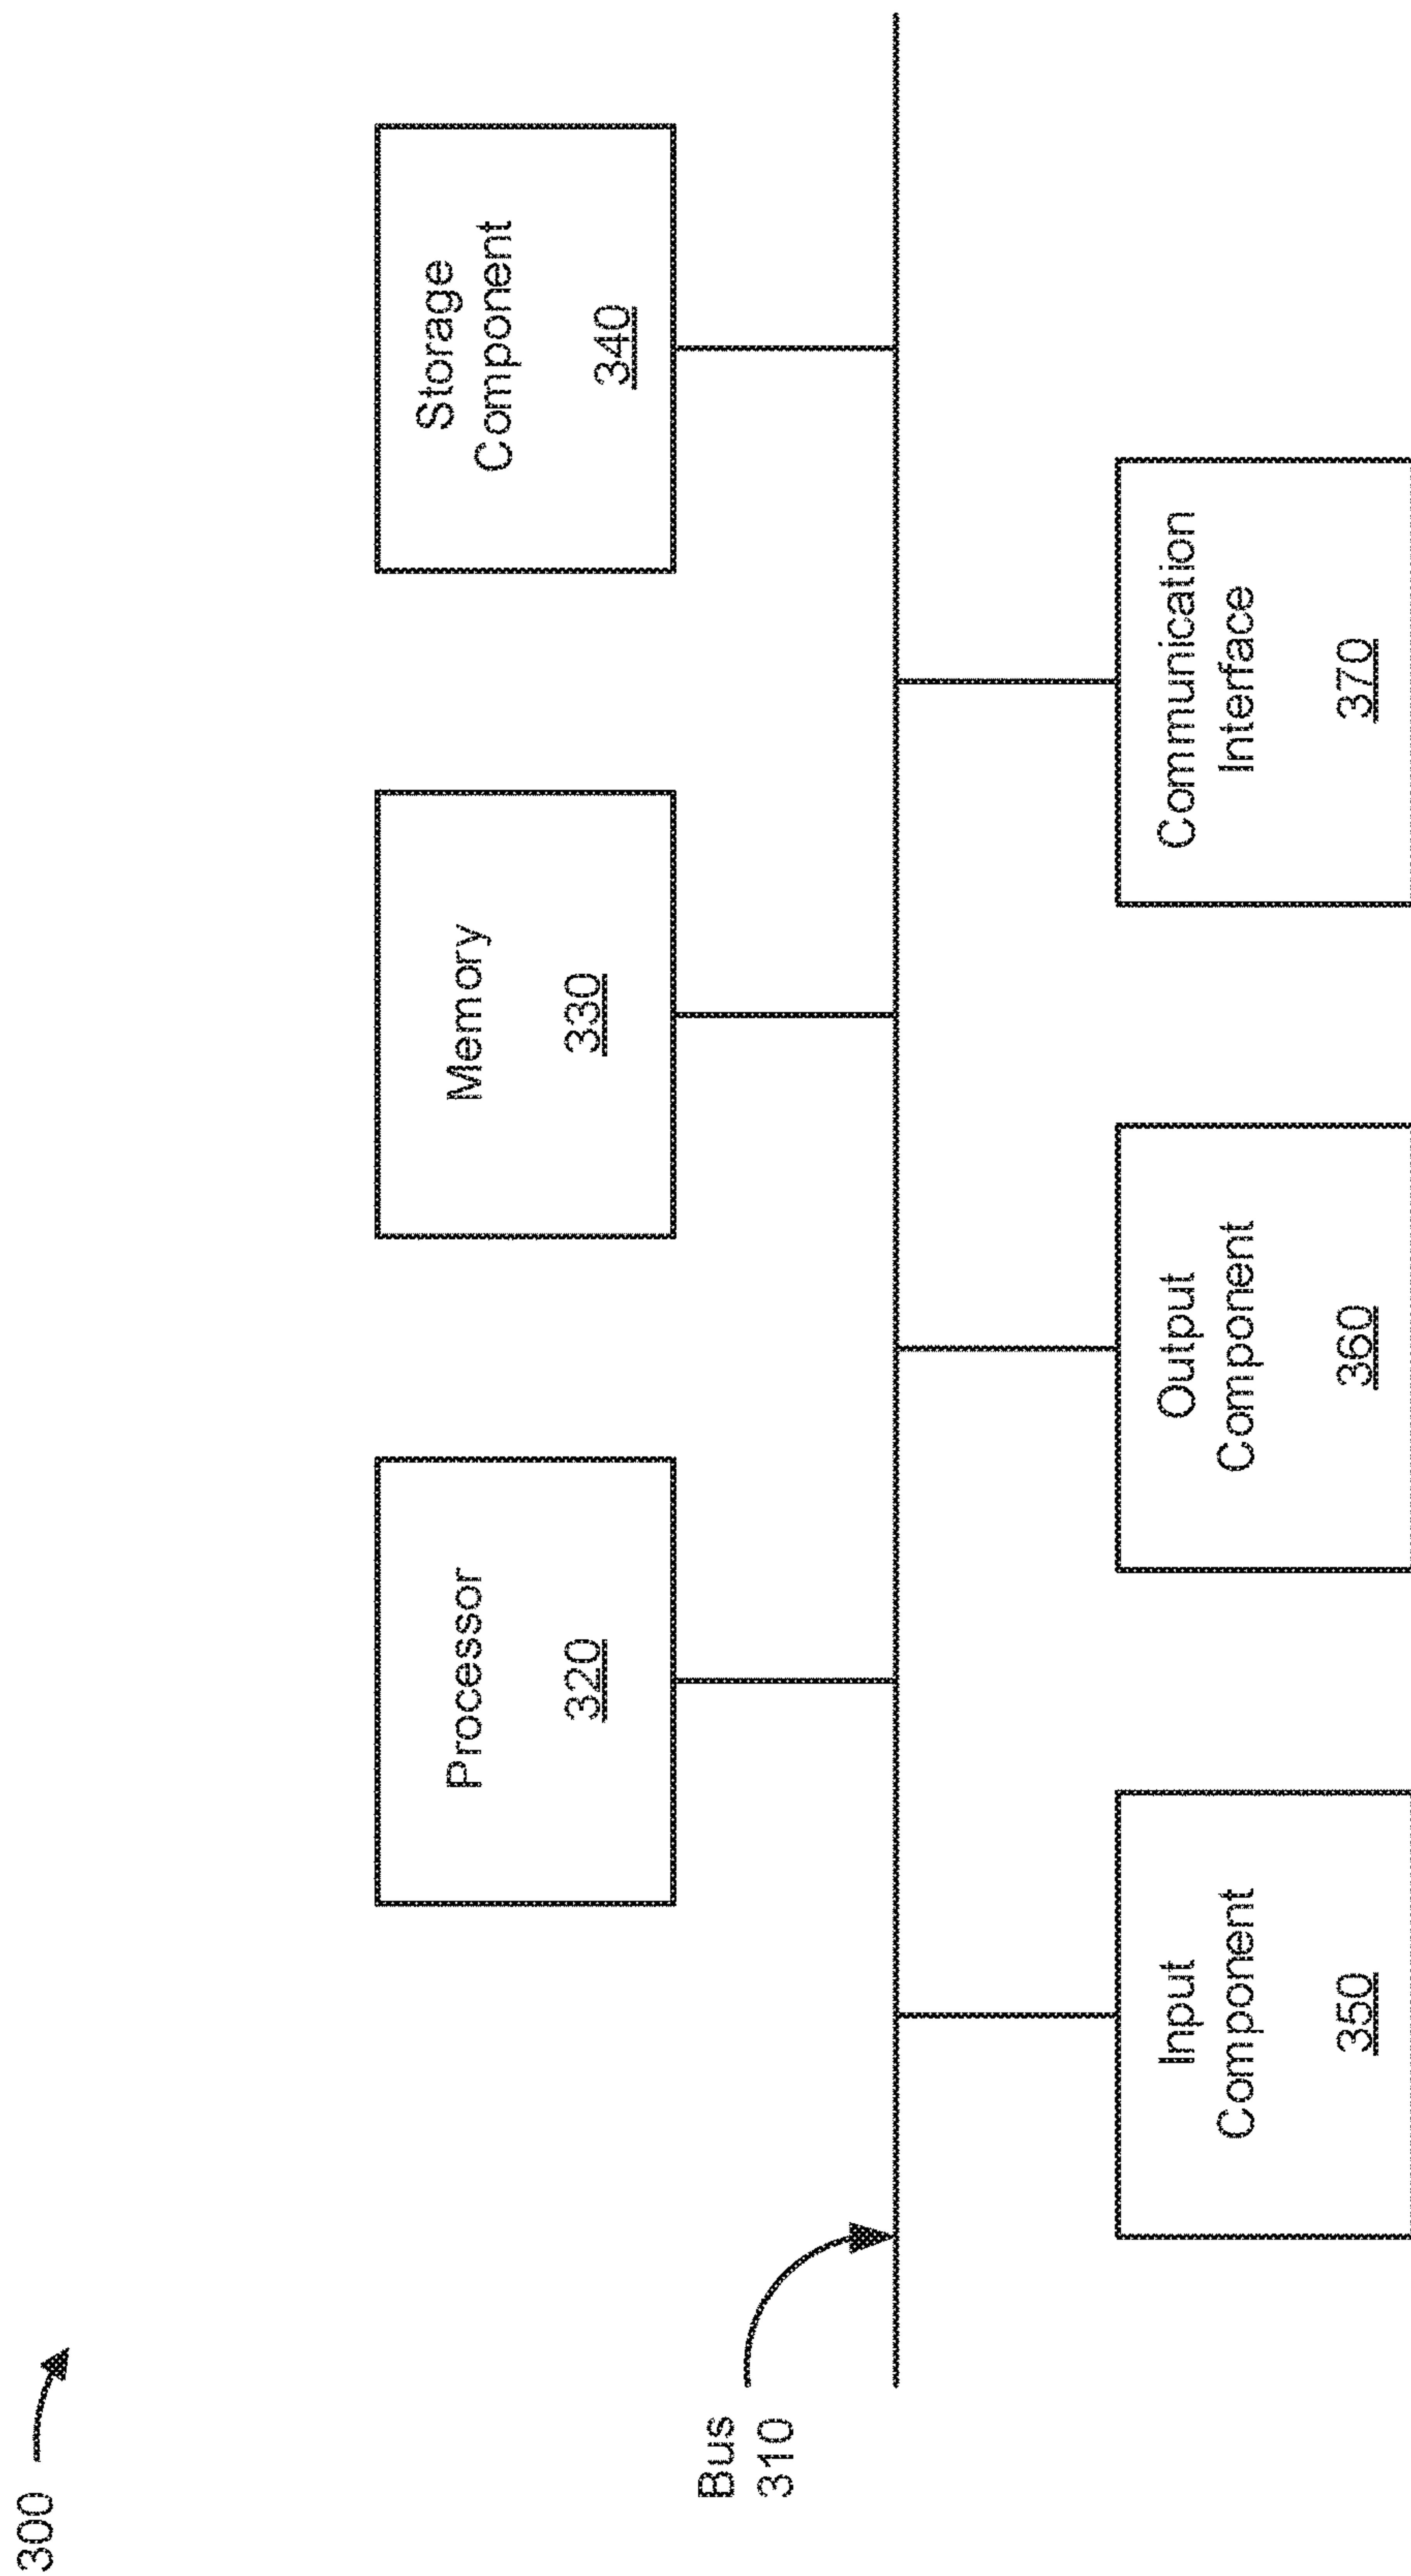 300
Bus
310
Processor
320
Memory
330
Storage
Component
340
Input
Component
350
Output
Component
360
Communication
Interface
370